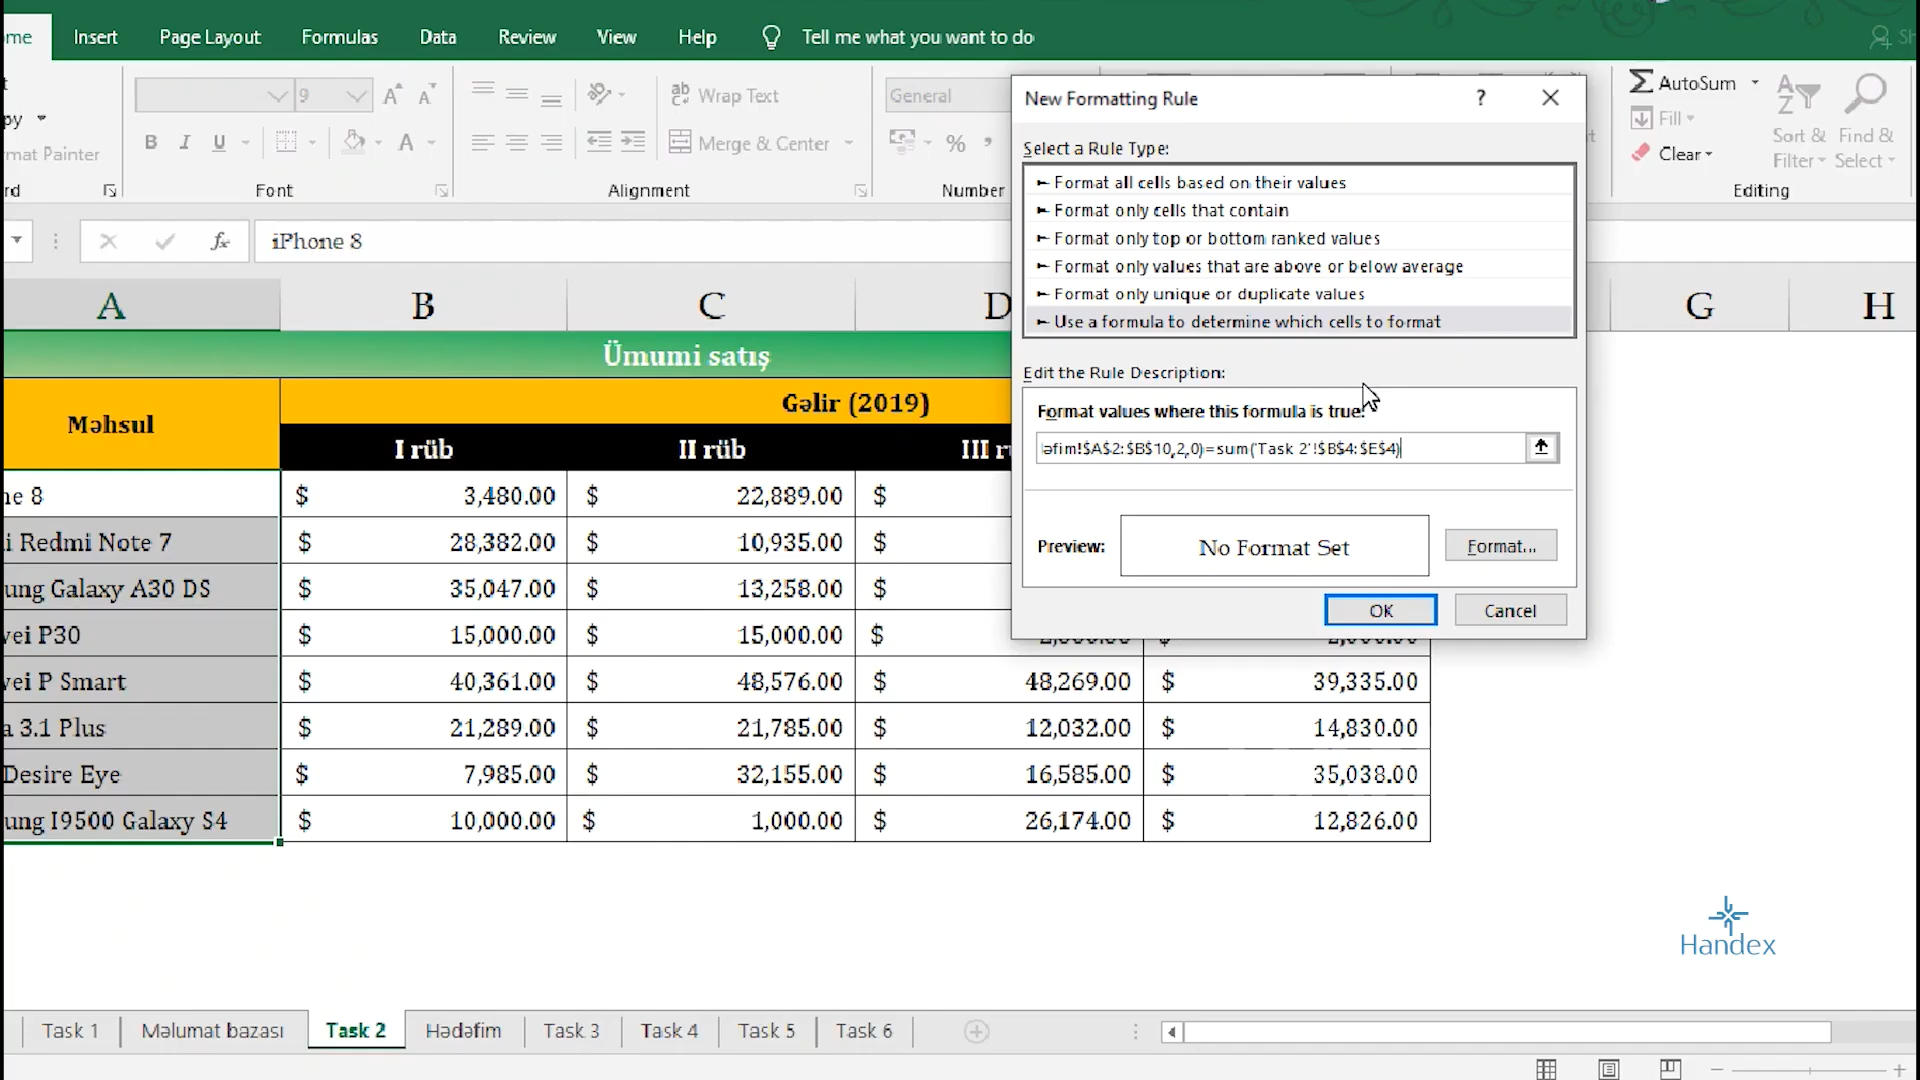 ome Insert Page Layout Formulas Data Review View Help Tell me what you want to do Sh
9 Wrap Text General AutoSum
py Fill
B I U A Merge & Center % Sort & Find &
rmat Painter Clear Filter Select
rd Font Alignment Number Editing
fx iPhone 8
A B C D G H
Ümumi satış
Məhsul Gəlir (2019)
I rüb II rüb III r
ne 8 $ 3,480.00 $ 22,889.00 $
i Redmi Note 7 $ 28,382.00 $ 10,935.00 $
ung Galaxy A30 DS $ 35,047.00 $ 13,258.00 $
vei P30 $ 15,000.00 $ 15,000.00 $
vei P Smart $ 40,361.00 $ 48,576.00 $ 48,269.00 $ 39,335.00
a 3.1 Plus $ 21,289.00 $ 21,785.00 $ 12,032.00 $ 14,830.00
Desire Eye $ 7,985.00 $ 32,155.00 $ 16,585.00 $ 35,038.00
ung I9500 Galaxy S4 $ 10,000.00 $ 1,000.00 $ 26,174.00 $ 12,826.00
New Formatting Rule ?
Select a Rule Type:
► Format all cells based on their values
► Format only cells that contain
► Format only top or bottom ranked values
► Format only values that are above or below average
► Format only unique or duplicate values
► Use a formula to determine which cells to format
Edit the Rule Description:
Format values where this formula is true:
əfim!$A$2:$B$10,2,0)=sum('Task 2'!$B$4:$E$4)
Preview: No Format Set Format...
OK Cancel
Handex
Task 1 Məlumat bazası Task 2 Hədəfim Task 3 Task 4 Task 5 Task 6